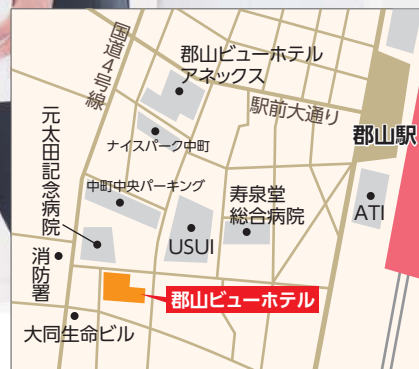 国道4号線
郡山ビューホテル
アネックス
駅前大通り
郡山駅
ナイスパーク中町
元太田記念病院
中町中央パーキング
寿泉堂
総合病院
ATI
USUI
消防署
郡山ビューホテル
大同生命ビル